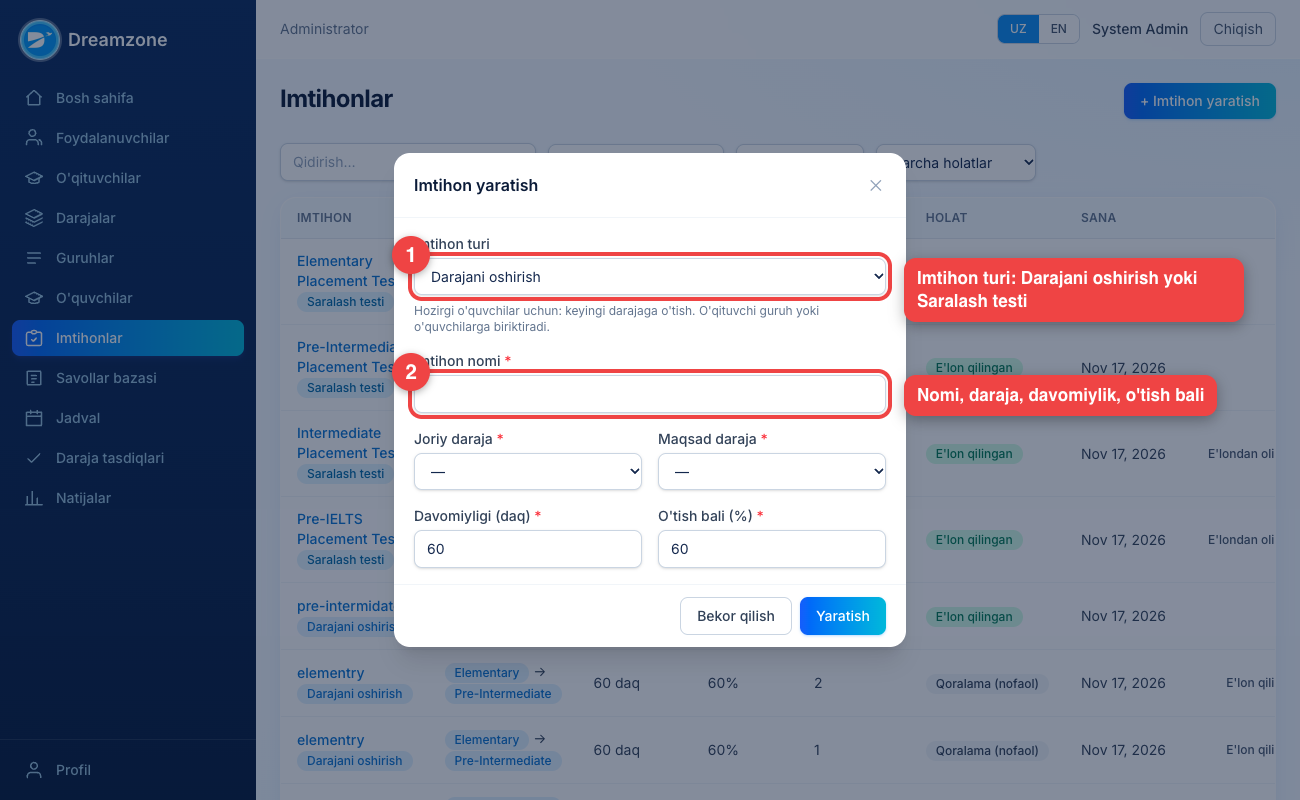 Dreamzone
Administrator
UZ
EN
System Admin
Chiqish
Bosh sahifa
Foydalanuvchilar
O'qituvchilar
Darajalar
Guruhlar
O'quvchilar
Imtihonlar
Savollar bazasi
Jadval
Daraja tasdiqlari
Natijalar
Profil
Imtihonlar
+ Imtihon yaratish
Qidirish...
archa holatlar
IMTIHON
HOLAT
SANA
Elementary
Placement Tes
Saralash testi
Pre-Intermedia
Placement Tes
Saralash testi
E'lon qilingan
Nov 17, 2026
Intermediate
Placement Tes
Saralash testi
E'lon qilingan
Nov 17, 2026
E'londan oli
Pre-IELTS
Placement Tes
Saralash testi
E'lon qilingan
Nov 17, 2026
E'londan oli
pre-intermidat
Darajani oshiris
E'lon qilingan
Nov 17, 2026
elementry
Darajani oshirish
Elementary →
Pre-Intermediate
60 daq
60%
2
Qoralama (nofaol)
Nov 17, 2026
E'lon qili
elementry
Darajani oshirish
Elementary →
Pre-Intermediate
60 daq
60%
1
Qoralama (nofaol)
Nov 17, 2026
E'lon qili
Imtihon yaratish
1
mtihon turi
Darajani oshirish
Hozirgi o'quvchilar uchun: keyingi darajaga o'tish. O'qituvchi guruh yoki
o'quvchilarga biriktiradi.
2
mtihon nomi *
Joriy daraja *
Maqsad daraja *
—
—
Davomiyligi (daq) *
O'tish bali (%) *
60
60
Bekor qilish
Yaratish
Imtihon turi: Darajani oshirish yoki
Saralash testi
Nomi, daraja, davomiylik, o'tish bali